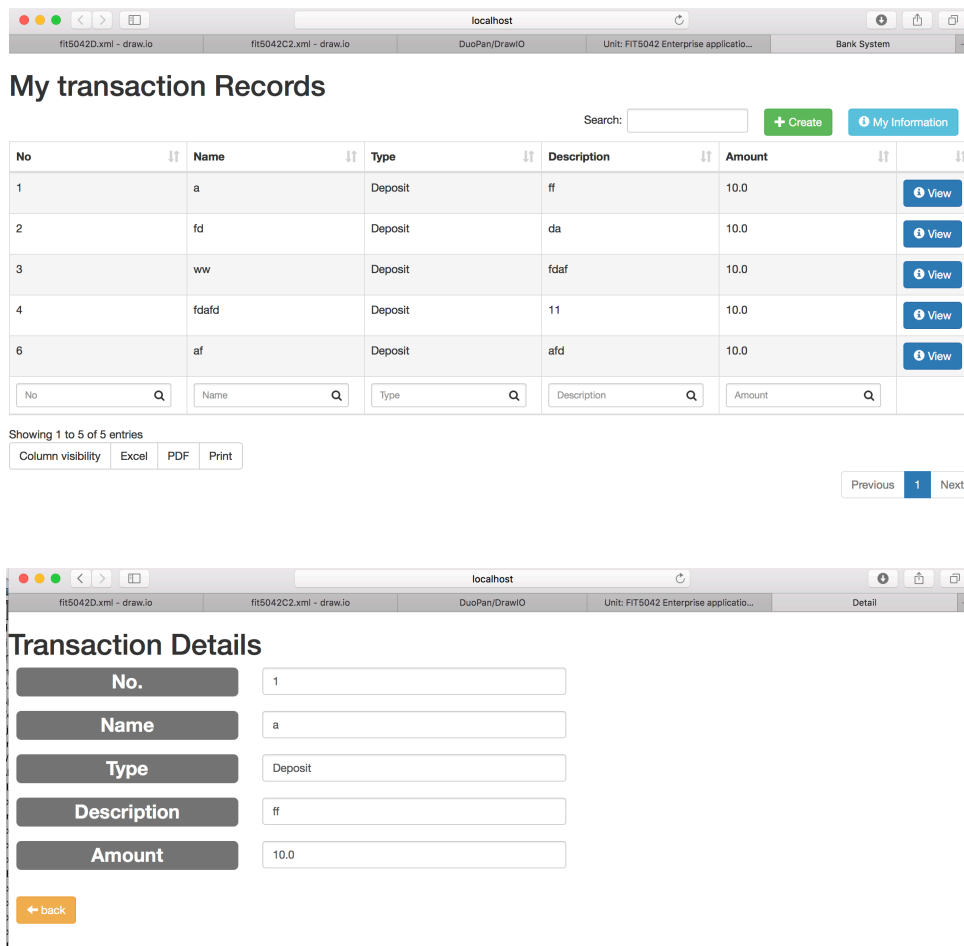 localhost
fit5042D.xml - draw.io fit5042C2.xml - draw.io DuoPan/DrawIO Unit: FIT5042 Enterprise applicatio... Bank System
My transaction Records
Search: Create My Information
No Name Type Description Amount
1 a Deposit ff 10.0 View
2 fd Deposit da 10.0 View
3 ww Deposit fdaf 10.0 View
4 fdafd Deposit 11 10.0 View
6 af Deposit afd 10.0 View
No Name Type Description Amount
Showing 1 to 5 of 5 entries
Column visibility Excel PDF Print
Previous 1 Next
localhost
fit5042D.xml - draw.io fit5042C2.xml - draw.io DuoPan/DrawIO Unit: FIT5042 Enterprise applicatio... Detail
Transaction Details
No. 1
Name a
Type Deposit
Description ff
Amount 10.0
back